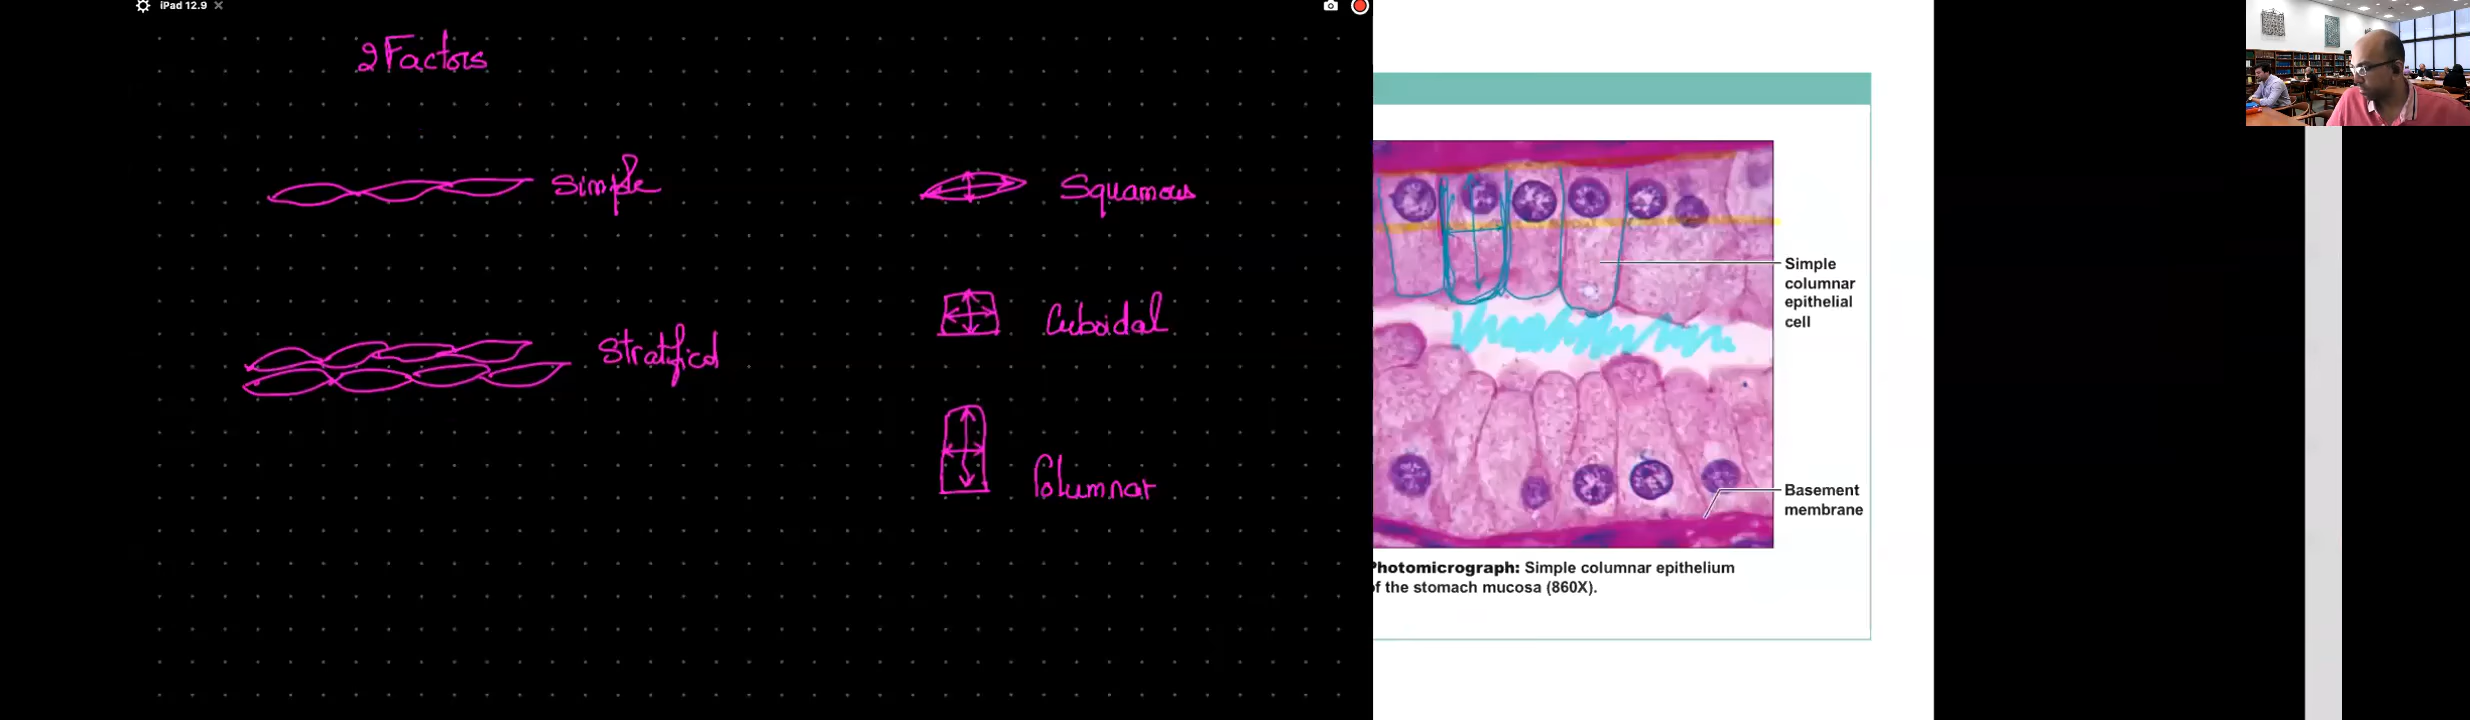 iPad 12.9
2 Factors
Simple
Stratified
Squamous
Cuboidal
Columnar
Simple
columnar
epithelial
cell
Basement
membrane
Photomicrograph: Simple columnar epithelium
of the stomach mucosa (860X).